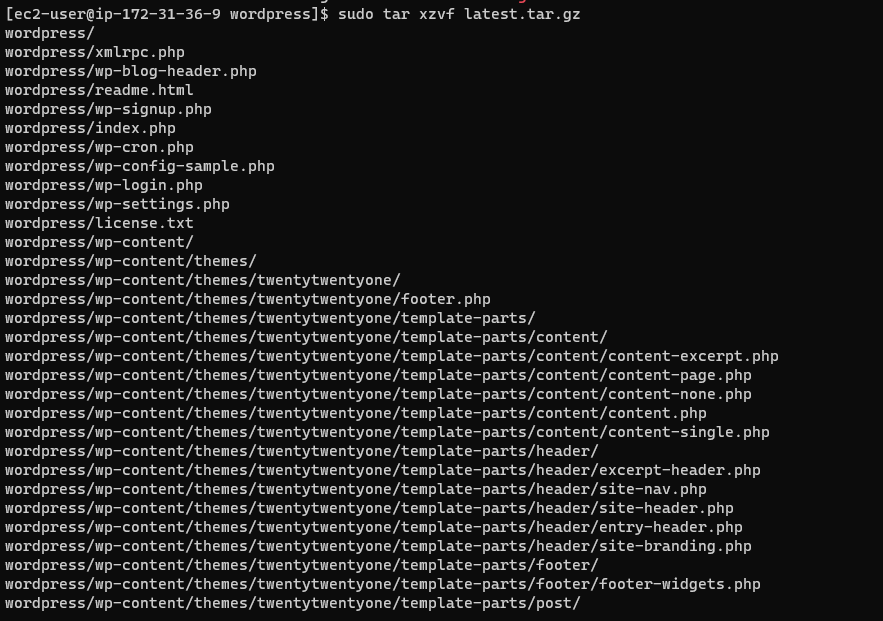 [ec2-user@ip-172-31-36-9 wordpress]$ sudo tar xzvf latest.tar.gz
wordpress/
wordpress/xmlrpc.php
wordpress/wp-blog-header.php
wordpress/readme.html
wordpress/wp-signup.php
wordpress/index.php
wordpress/wp-cron.php
wordpress/wp-config-sample.php
wordpress/wp-login.php
wordpress/wp-settings.php
wordpress/license.txt
wordpress/wp-content/
wordpress/wp-content/themes/
wordpress/wp-content/themes/twentytwentyone/
wordpress/wp-content/themes/twentytwentyone/footer.php
wordpress/wp-content/themes/twentytwentyone/template-parts/
wordpress/wp-content/themes/twentytwentyone/template-parts/content/
wordpress/wp-content/themes/twentytwentyone/template-parts/content/content-excerpt.php
wordpress/wp-content/themes/twentytwentyone/template-parts/content/content-page.php
wordpress/wp-content/themes/twentytwentyone/template-parts/content/content-none.php
wordpress/wp-content/themes/twentytwentyone/template-parts/content/content.php
wordpress/wp-content/themes/twentytwentyone/template-parts/content/content-single.php
wordpress/wp-content/themes/twentytwentyone/template-parts/header/
wordpress/wp-content/themes/twentytwentyone/template-parts/header/excerpt-header.php
wordpress/wp-content/themes/twentytwentyone/template-parts/header/site-nav.php
wordpress/wp-content/themes/twentytwentyone/template-parts/header/site-header.php
wordpress/wp-content/themes/twentytwentyone/template-parts/header/entry-header.php
wordpress/wp-content/themes/twentytwentyone/template-parts/header/site-branding.php
wordpress/wp-content/themes/twentytwentyone/template-parts/footer/
wordpress/wp-content/themes/twentytwentyone/template-parts/footer/footer-widgets.php
wordpress/wp-content/themes/twentytwentyone/template-parts/post/